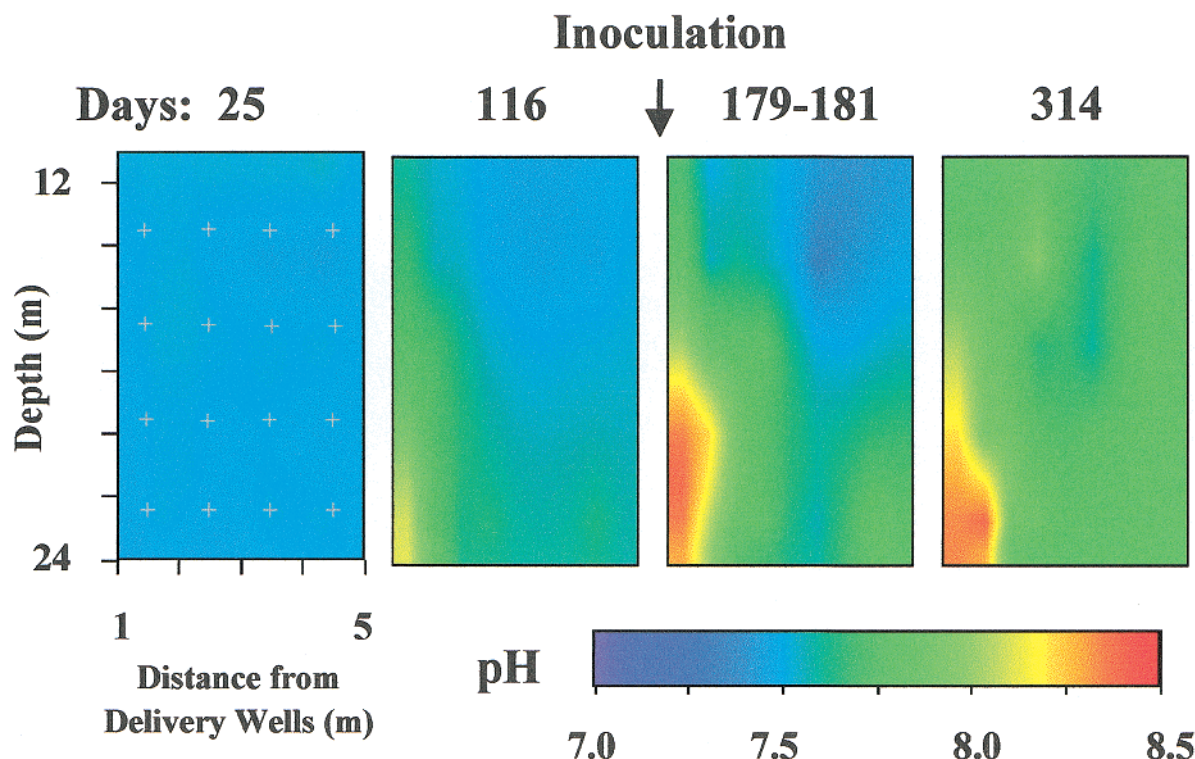 Inoculation
Days: 25 116 179-181 314
12
Depth (m)
24
1 5
Distance from
Delivery Wells (m)
pH
7.0 7.5 8.0 8.5